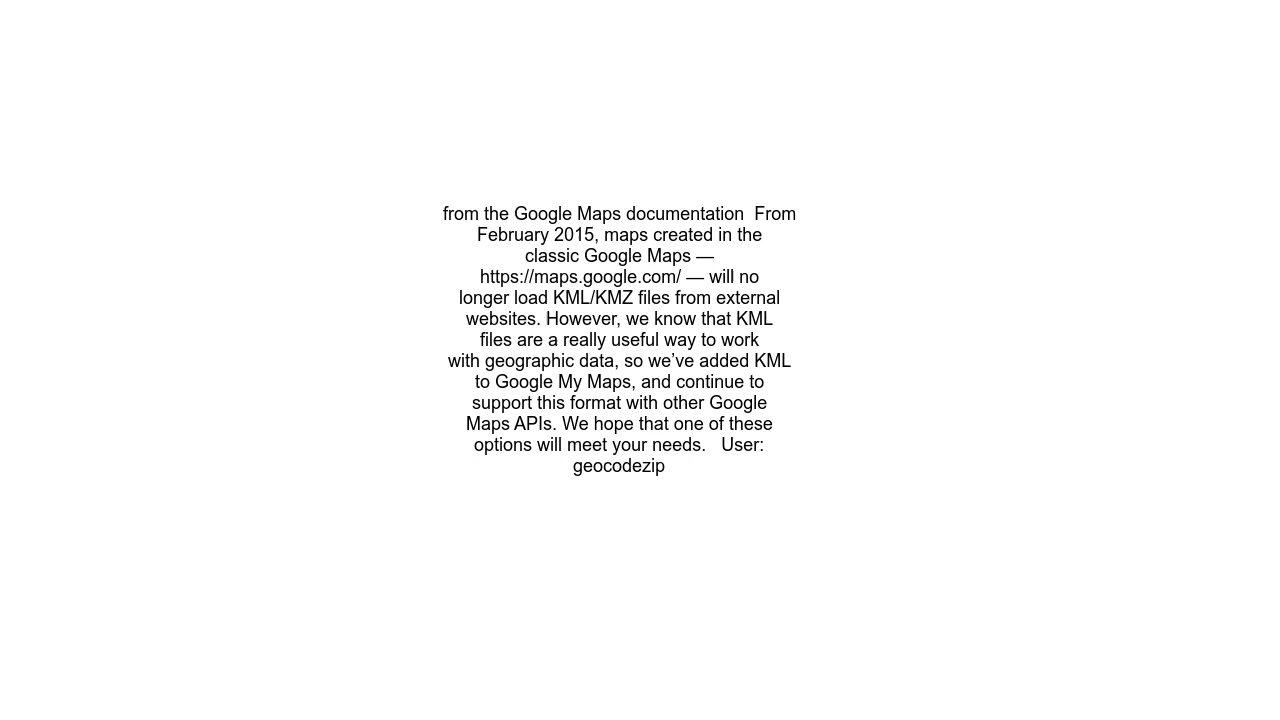 from the Google Maps documentation  From
February 2015, maps created in the
classic Google Maps —
https://maps.google.com/ — will no
longer load KML/KMZ files from external
websites. However, we know that KML
files are a really useful way to work
with geographic data, so we’ve added KML
to Google My Maps, and continue to
support this format with other Google
Maps APIs. We hope that one of these
options will meet your needs.   User:
geocodezip